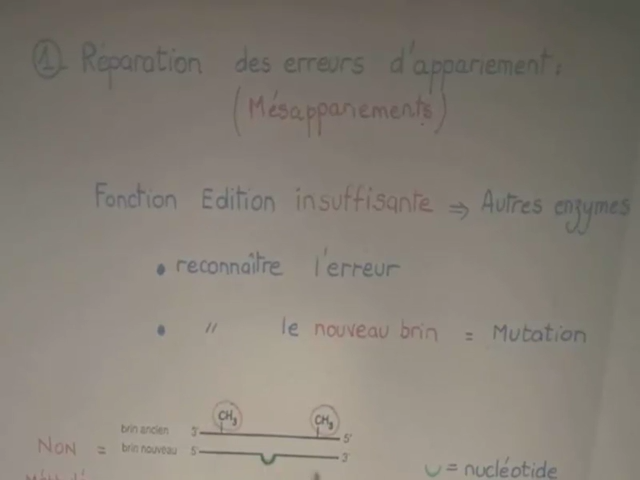 ① Réparation des erreurs d'appariement :
(Mésappariements)
Fonction Edition insuffisante ⇒ Autres enzymes
• reconnaître l'erreur
• // le nouveau brin = Mutation
CH₃ CH₃
brin ancien 3' 5'
NON = brin nouveau 5' 3'
= nucléotide